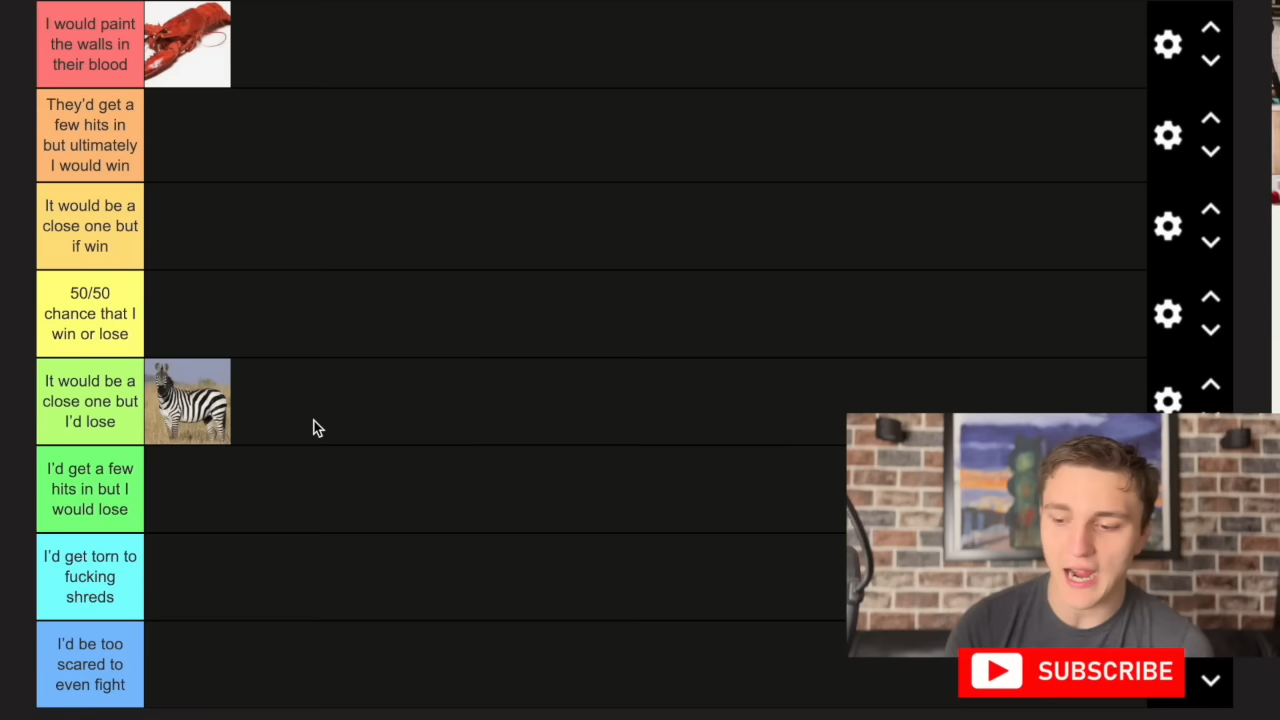 I would paint
the walls in
their blood
They'd get a
few hits in
but ultimately
I would win
It would be a
close one but
if win
50/50
chance that I
win or lose
It would be a
close one but
I'd lose
I'd get a few
hits in but I
would lose
I'd get torn to
fucking
shreds
I'd be too
scared to
even fight
SUBSCRIBE